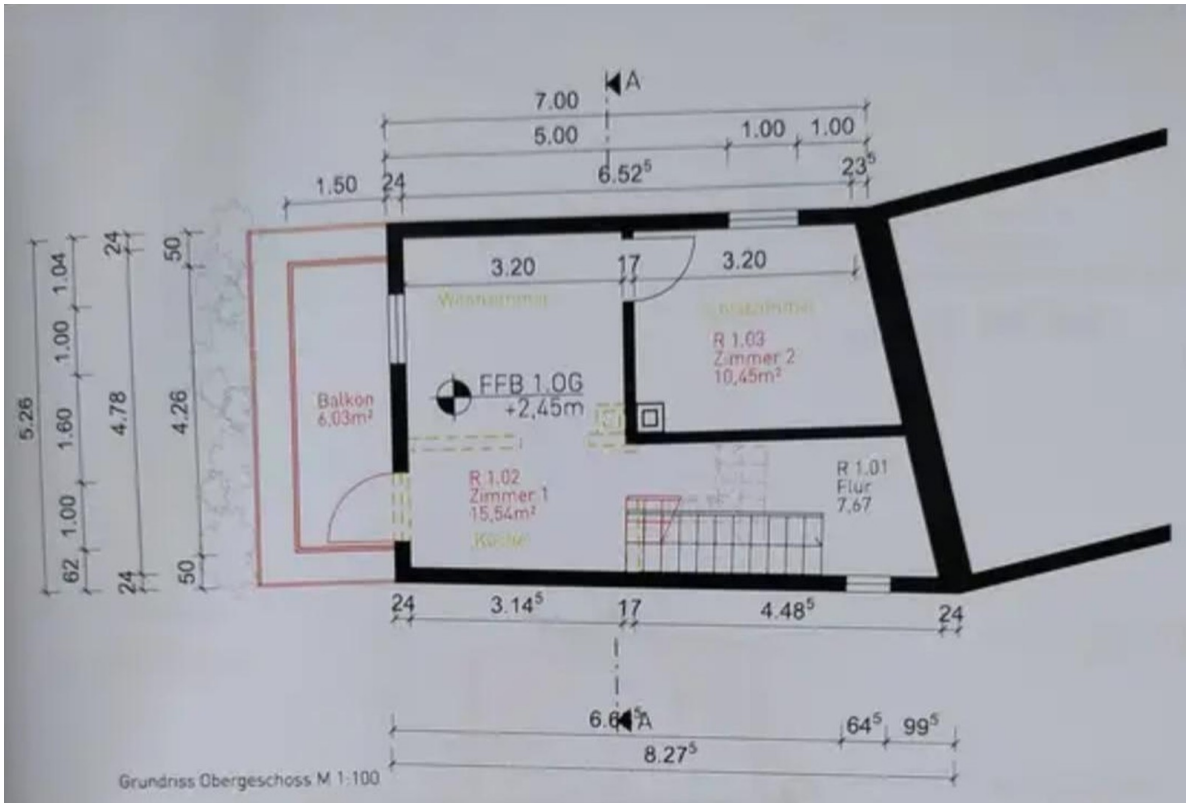 A
7.00
5.00
1.00
1.00
1.50
24
6.52⁵
23⁵
24
50
1.04
3.20
17
3.20
Wohnzimmer
Schlafzimmer
1.00
R 1.03
Zimmer 2
10,45m²
FFB 1.OG
+2,45m
Balkon
6,03m²
5.26
1.60
4.78
4.26
R 1.02
Zimmer 1
15,54m²
R 1.01
Flur
7,67
Küche
1.00
62
24
50
24
3.14⁵
17
4.48⁵
24
A
64⁵
99⁵
8.27⁵
Grundriss Obergeschoss M 1:100